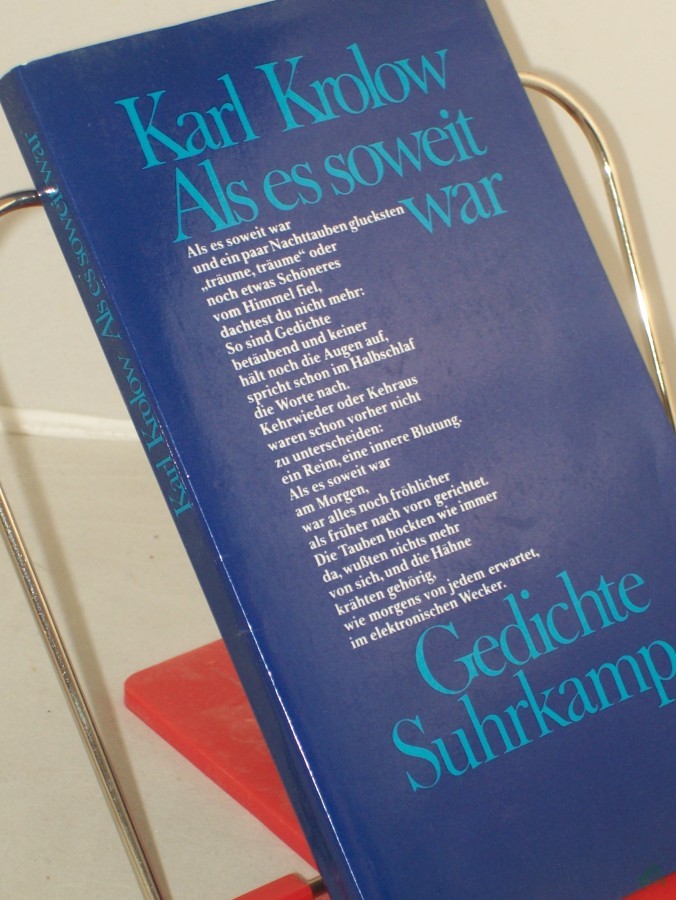 Karl Krolow
Als es soweit
war
Als es soweit war
und ein paar Nachttauben glucksten
„träume, träume“ oder
noch etwas Schöneres
vom Himmel fiel,
dachtest du nicht mehr:
So sind Gedichte
betäubend und keiner
hält noch die Augen auf,
spricht schon im Halbschlaf
die Worte nach.
Kehrwieder oder Kehraus
waren schon vorher nicht
zu unterscheiden:
ein Reim, eine innere Blutung.
Als es soweit war
am Morgen,
war alles noch fröhlicher
als früher nach vorn gerichtet.
Die Tauben hockten wie immer
da, wußten nichts mehr
von sich, und die Hähne
krähten gehörig,
wie morgens von jedem erwartet,
im elektronischen Wecker.
Gedichte
Suhrkamp
Karl Krolow Als es soweit war